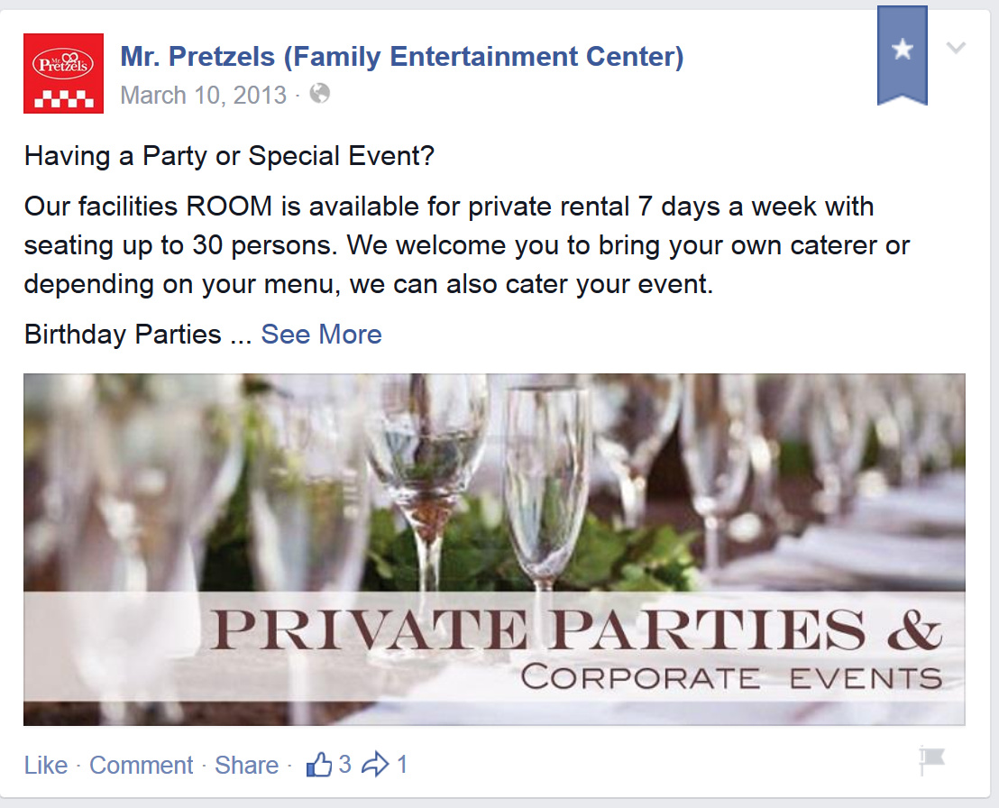 Mr.
Pretzels
Mr. Pretzels (Family Entertainment Center)
March 10, 2013 ·
Having a Party or Special Event?
Our facilities ROOM is available for private rental 7 days a week with
seating up to 30 persons. We welcome you to bring your own caterer or
depending on your menu, we can also cater your event.
Birthday Parties ... See More
PRIVATE PARTIES &
CORPORATE EVENTS
Like · Comment · Share · 3 1